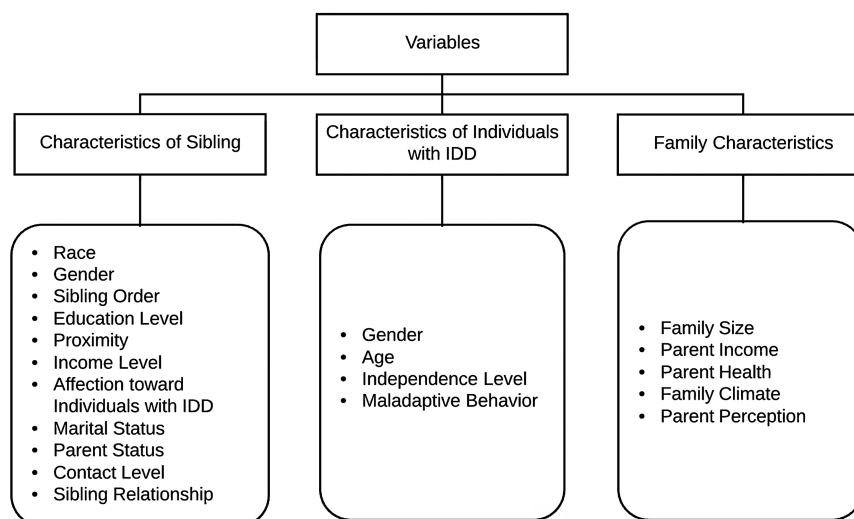 Variables
Characteristics of Sibling
Characteristics of Individuals
with IDD
Family Characteristics
• Race
• Gender
• Sibling Order
• Education Level
• Proximity
• Income Level
• Affection toward
Individuals with IDD
• Marital Status
• Parent Status
• Contact Level
• Sibling Relationship
• Gender
• Age
• Independence Level
• Maladaptive Behavior
• Family Size
• Parent Income
• Parent Health
• Family Climate
• Parent Perception